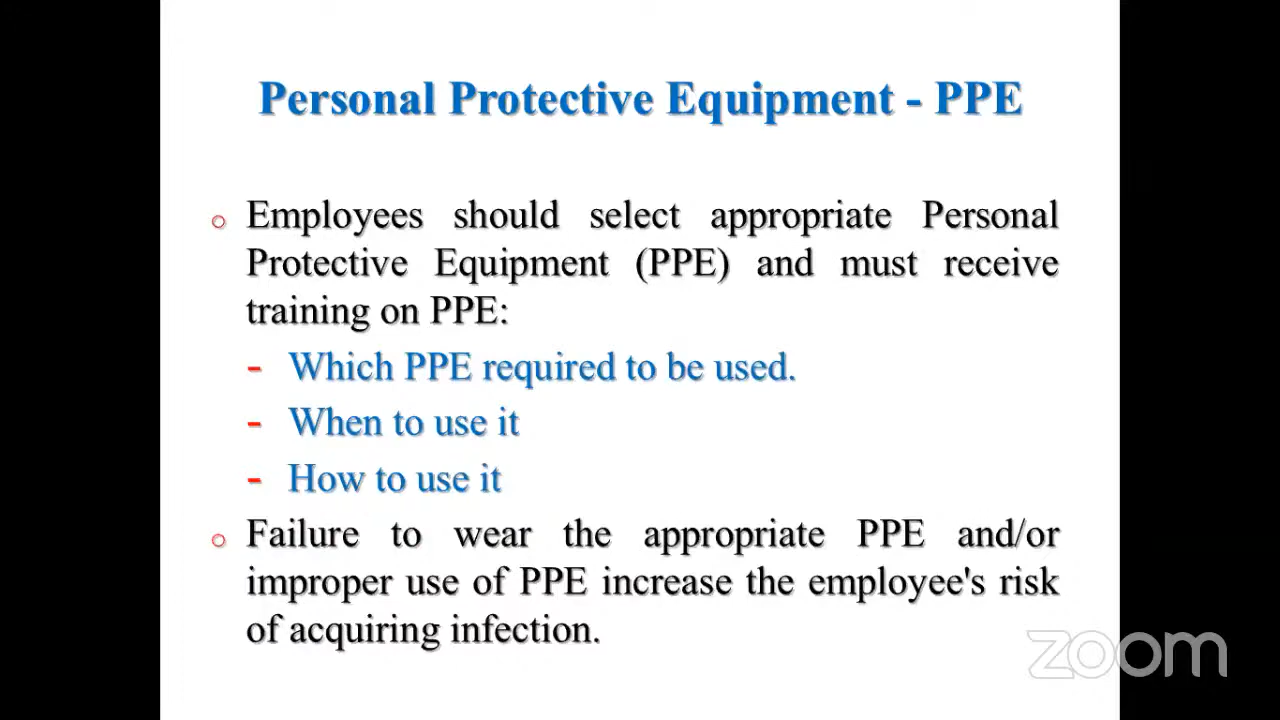 Personal Protective Equipment - PPE
o Employees should select appropriate Personal
Protective Equipment (PPE) and must receive
training on PPE:
- Which PPE required to be used.
- When to use it
- How to use it
o Failure to wear the appropriate PPE and/or
improper use of PPE increase the employee's risk
of acquiring infection.
zoom